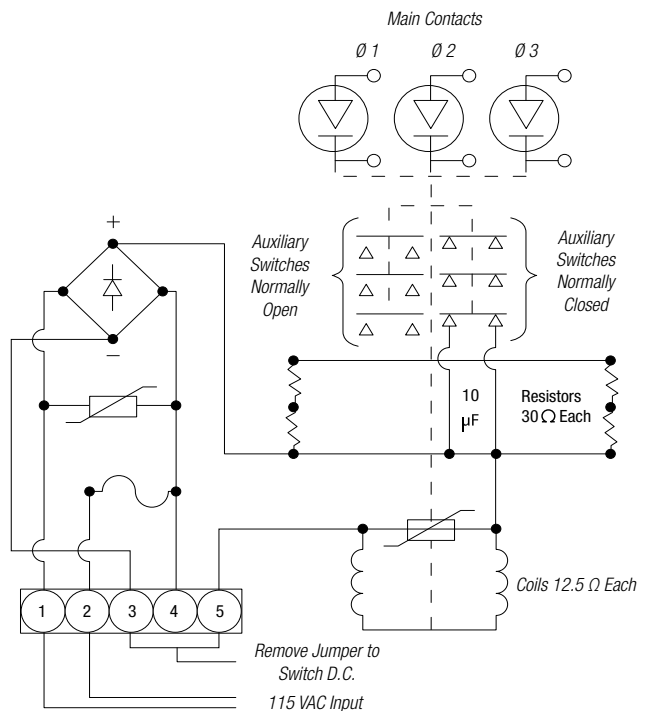 Main Contacts
Ø 1 Ø 2 Ø 3
+
Auxiliary
Switches
Normally
Open
Auxiliary
Switches
Normally
Closed
–
10
µF
Resistors
30 Ω Each
Coils 12.5 Ω Each
1 2 3 4 5
Remove Jumper to
Switch D.C.
115 VAC Input